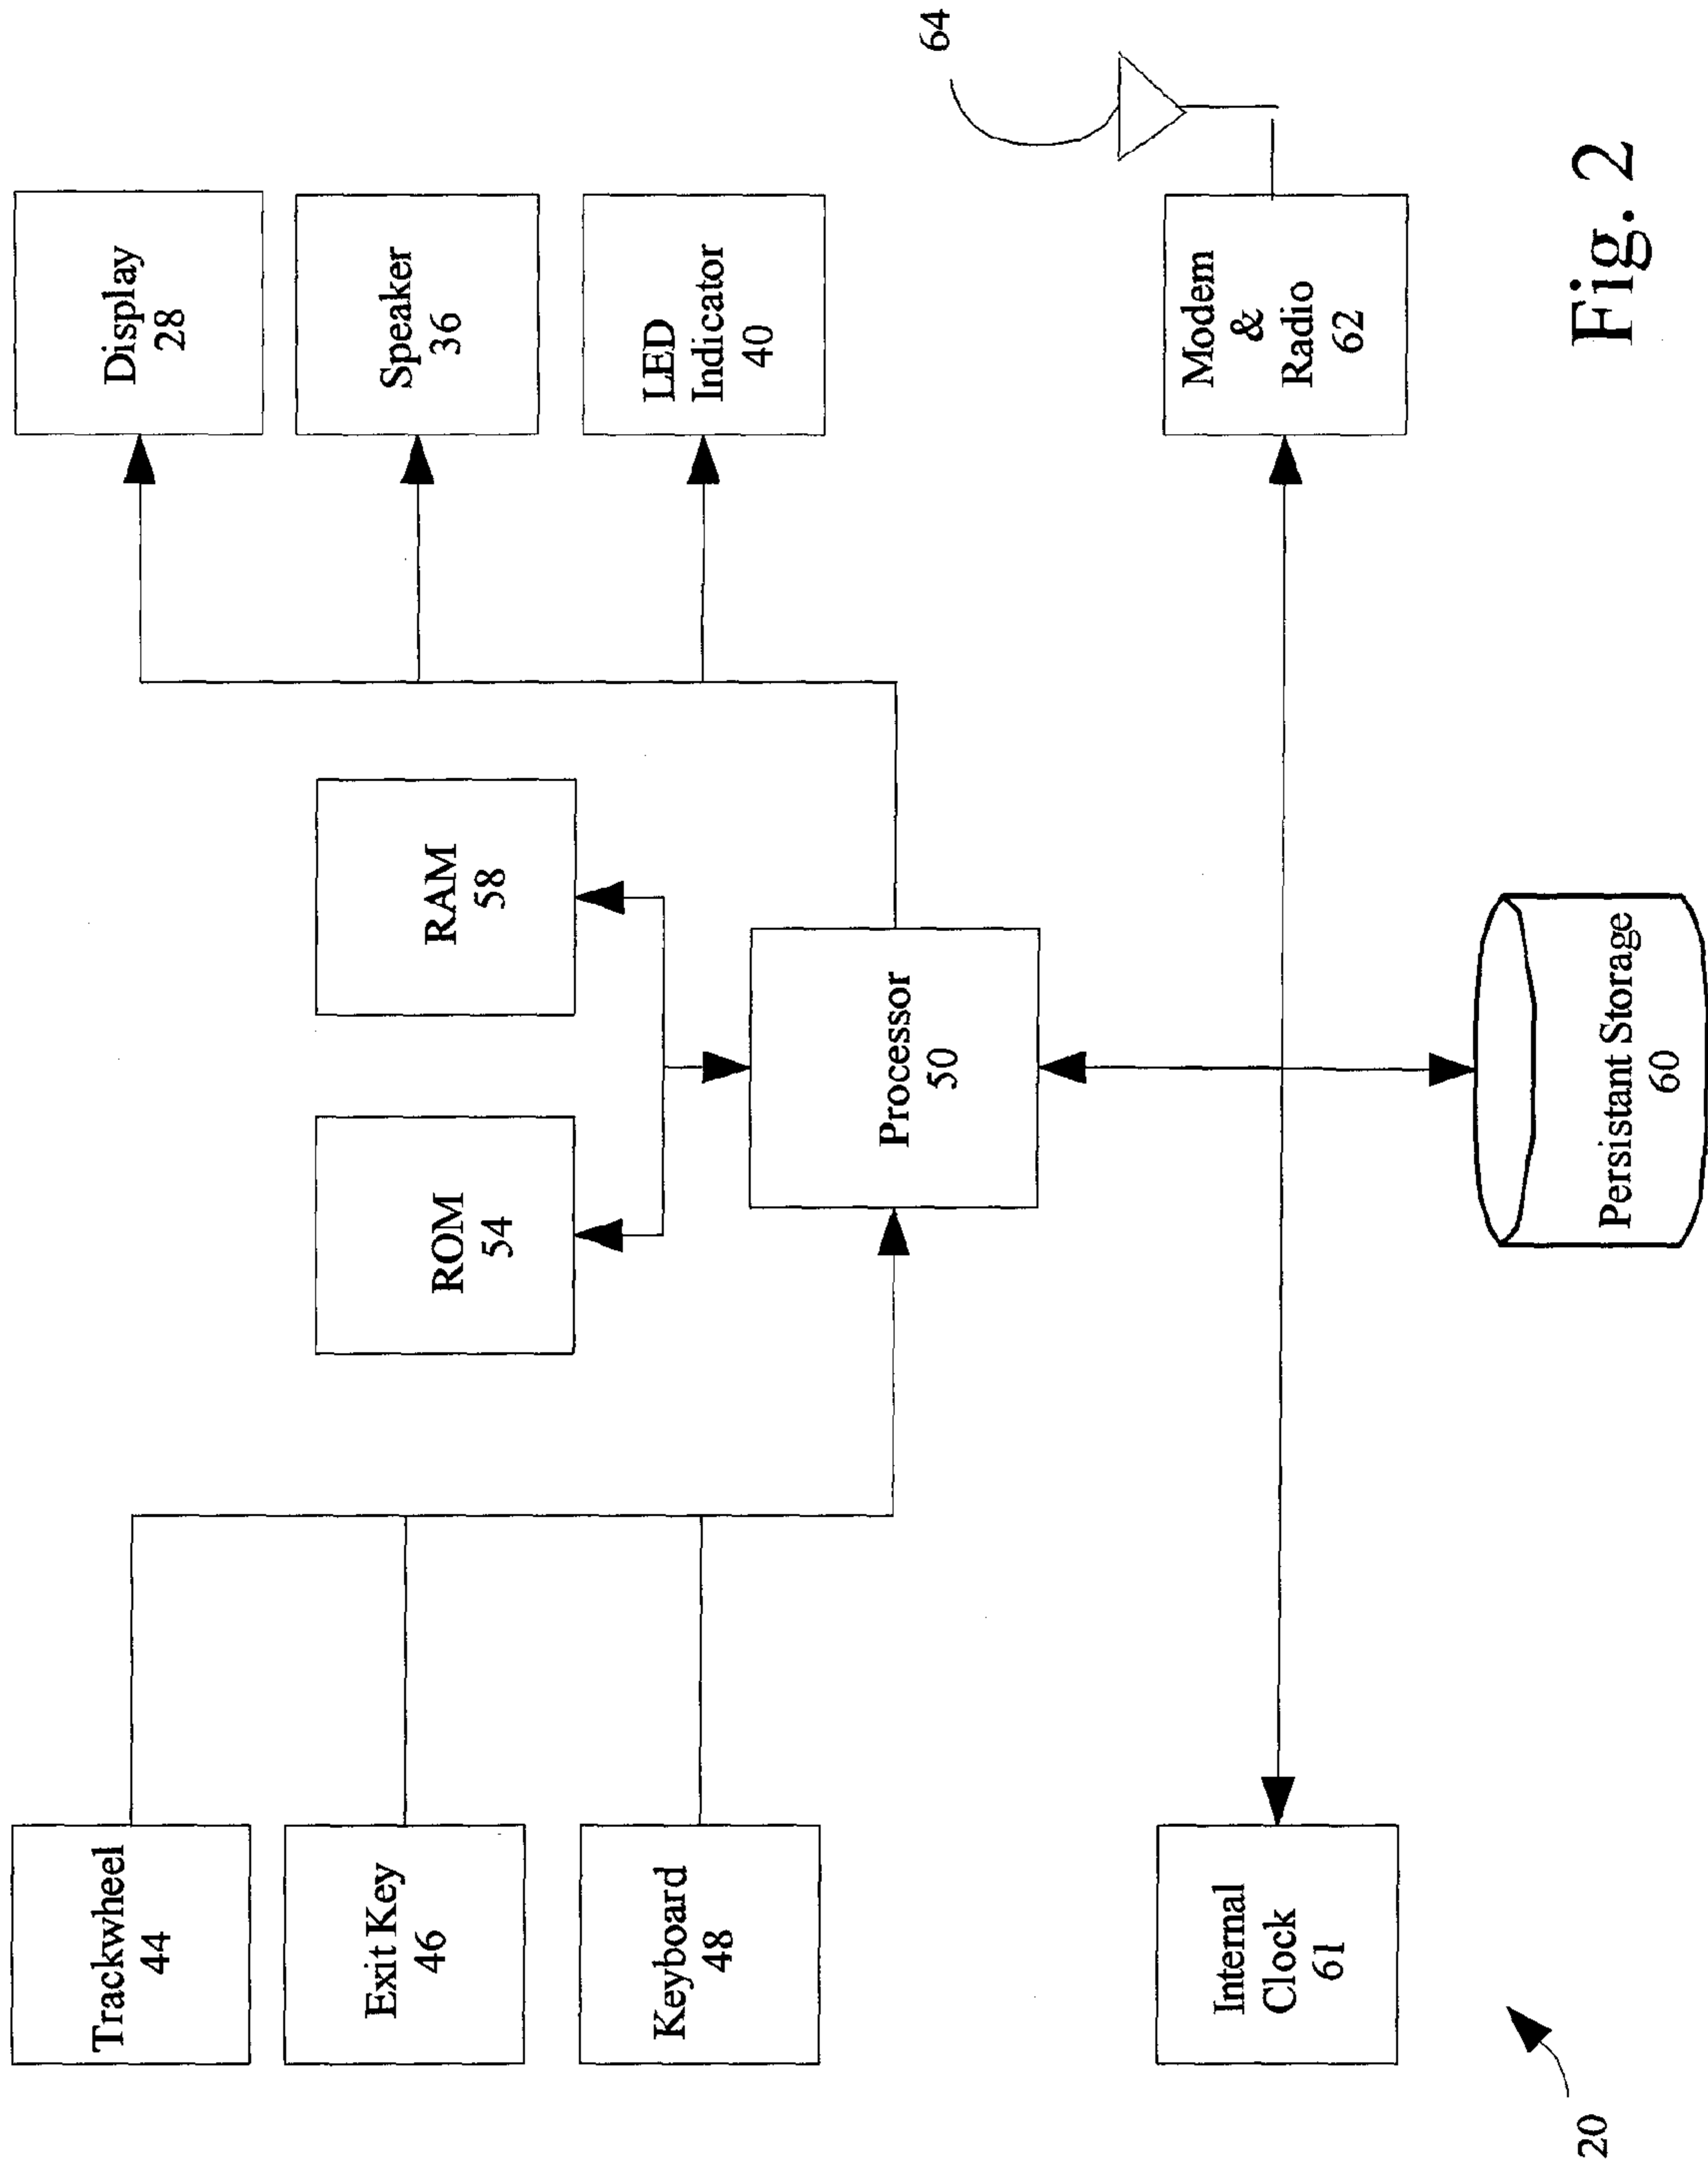 Trackwheel
44
Exit Key
46
Keyboard
48
ROM
54
RAM
58
Processor
50
Display
28
Speaker
36
LED
Indicator
40
Internal
Clock
61
Modem
&
Radio
62
64
Persistant Storage
60
20
Fig. 2